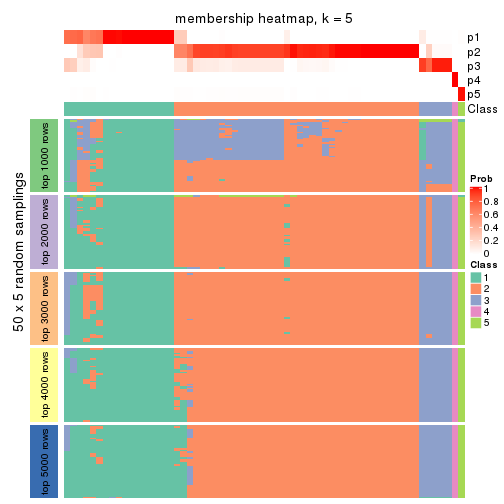 membership heatmap, k = 5
p1
p2
p3
p4
p5
Class
50 x 5 random samplings
top 1000 rows
top 2000 rows
top 3000 rows
top 4000 rows
top 5000 rows
Prob
1
0.8
0.6
0.4
0.2
0
Class
1
2
3
4
5